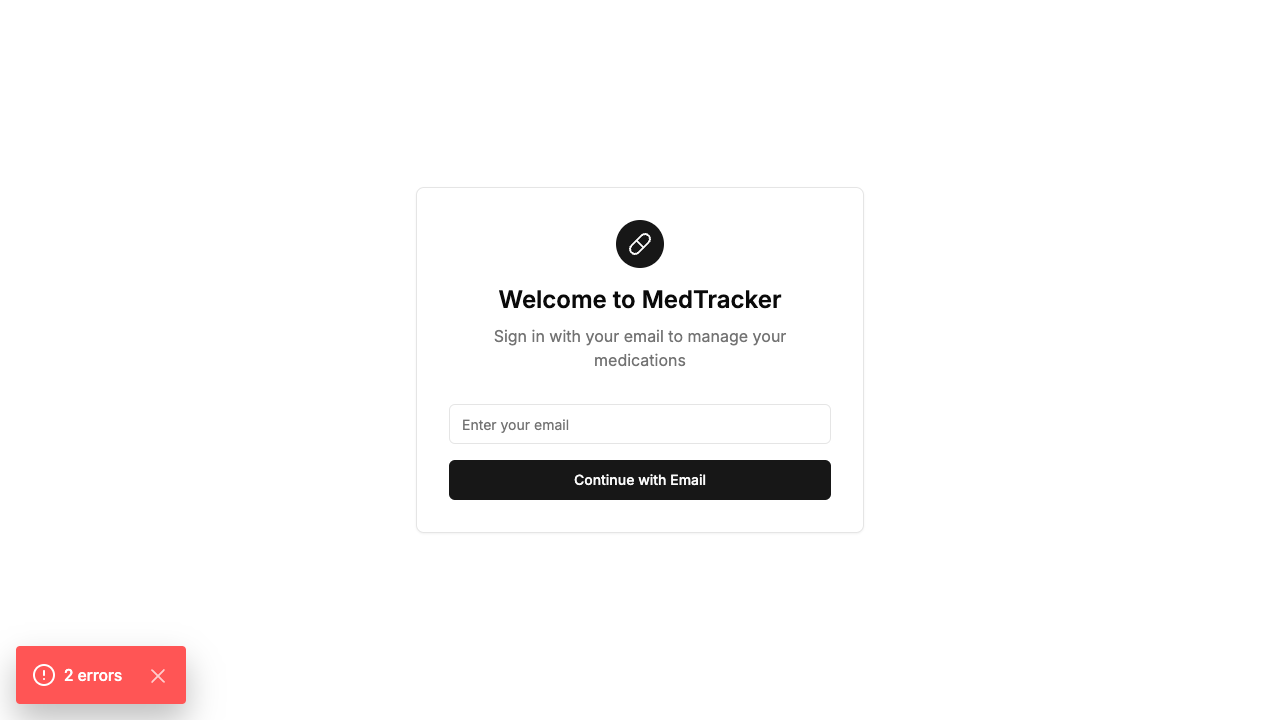 Welcome to MedTracker
Sign in with your email to manage your
medications
Enter your email
Continue with Email
2 errors